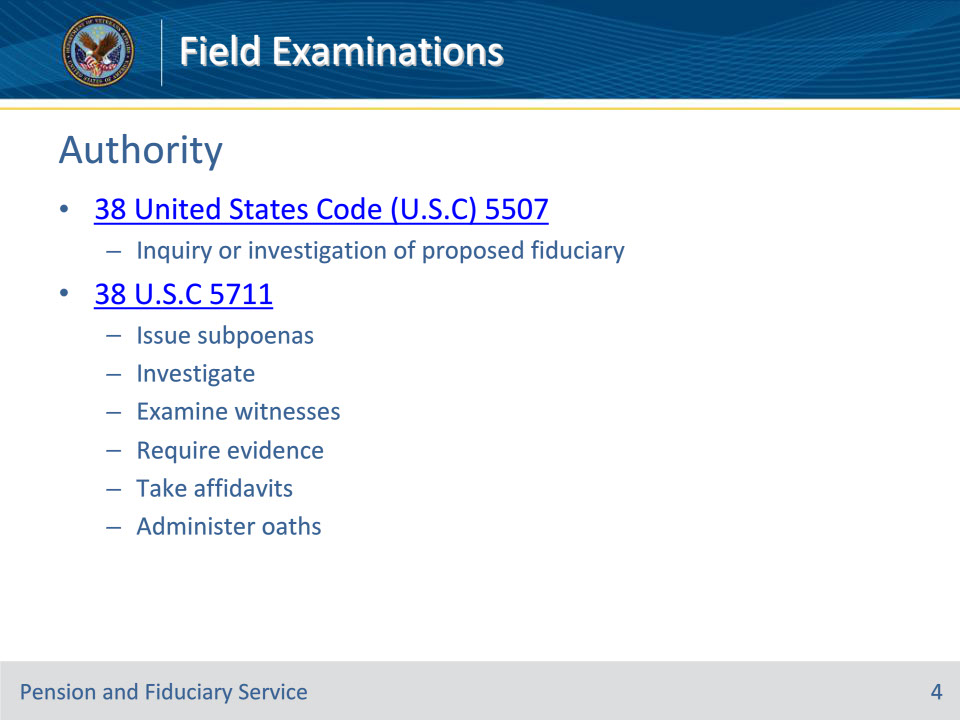 Field Examinations
Authority
• 38 United States Code (U.S.C) 5507
– Inquiry or investigation of proposed fiduciary
• 38 U.S.C 5711
– Issue subpoenas
– Investigate
– Examine witnesses
– Require evidence
– Take affidavits
– Administer oaths
Pension and Fiduciary Service
4